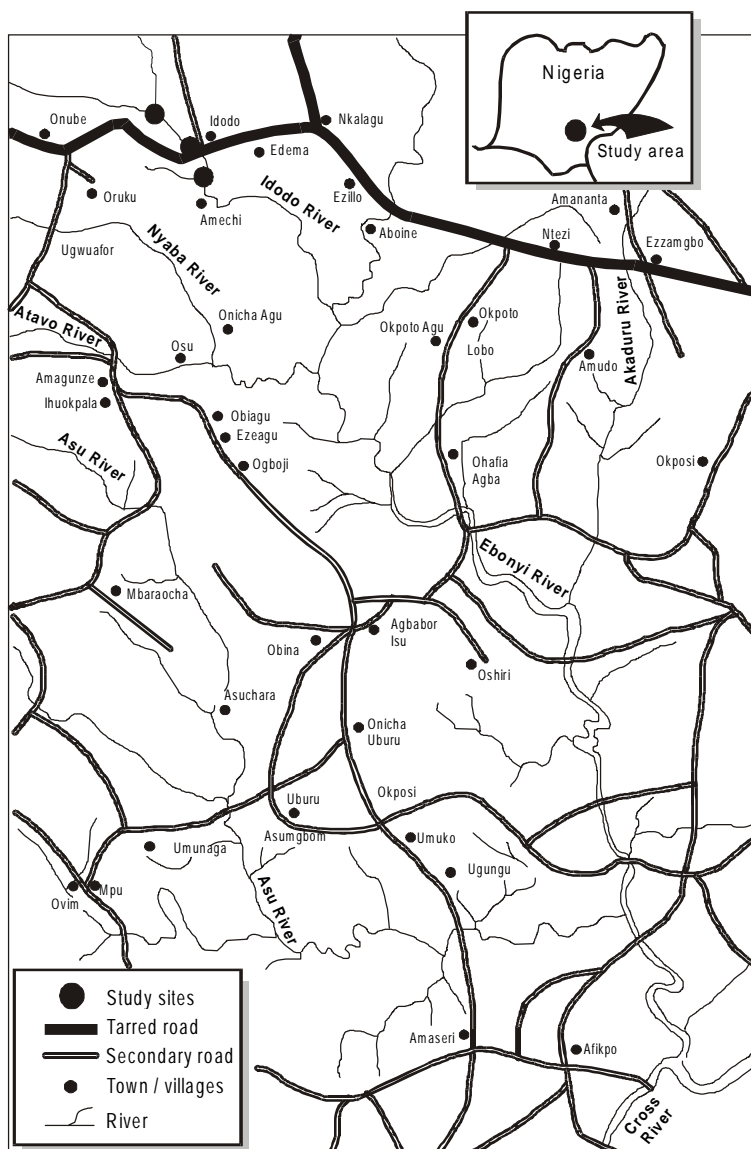 Nigeria
Study area
Onube
Idodo
Nkalagu
Edema
Oruku
Amechi
Idodo River
Ezillo
Amananta
Aboine
Ntezi
Ezzamgbo
Ugwuafor
Nyaba River
Atavo River
Onicha Agu
Osu
Okpoto Agu
Okpoto
Lobo
Amudo
Akaduru River
Amagunze
Ihuokpala
Obiagu
Ezeagu
Ogboji
Asu River
Ohafia
Agba
Okposi
Ebonyi River
Mbaraocha
Obina
Agbabor
Isu
Oshiri
Asuchara
Onicha
Uburu
Okposi
Uburu
Asumgbom
Umuko
Umunaga
Ugungu
Asu River
Ovim
Mpu
Amaseri
Afikpo
Cross
River
Study sites
Tarred road
Secondary road
Town / villages
River